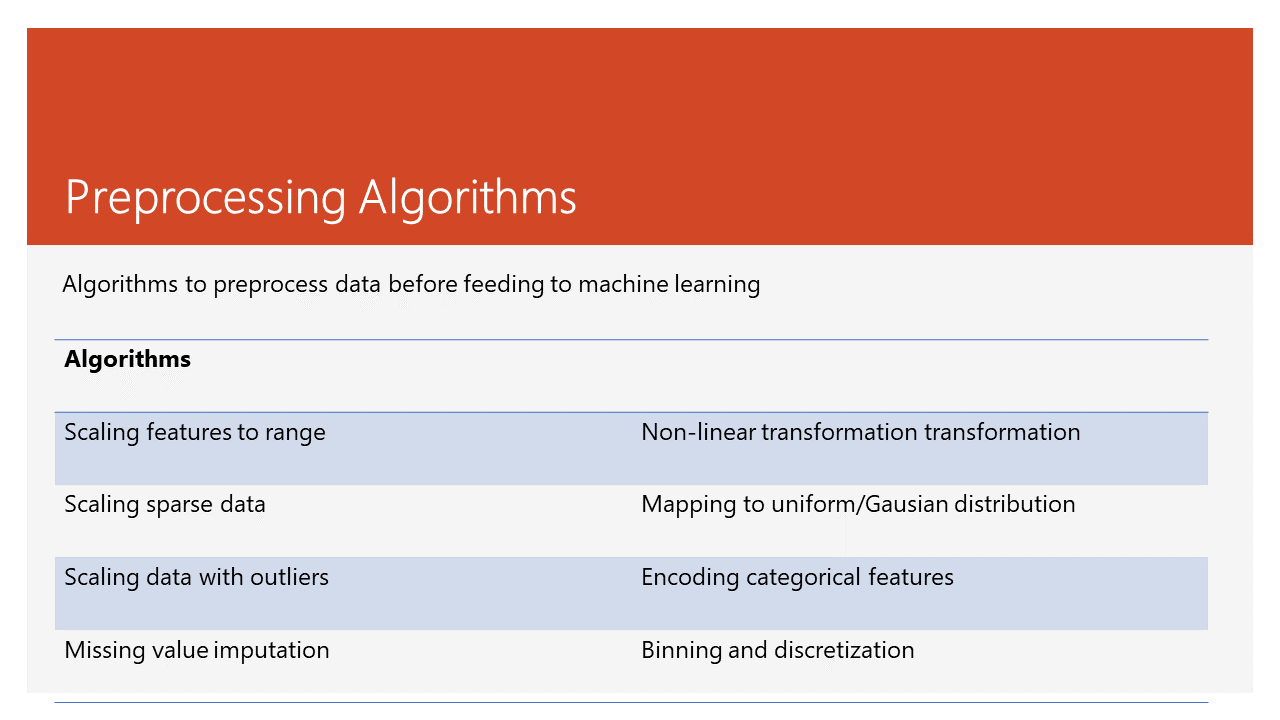 Preprocessing Algorithms
Algorithms to preprocess data before feeding to machine learning
Algorithms
Scaling features to range
Non-linear transformation transformation
Scaling sparse data
Mapping to uniform/Gausian distribution
Scaling data with outliers
Encoding categorical features
Missing value imputation
Binning and discretization